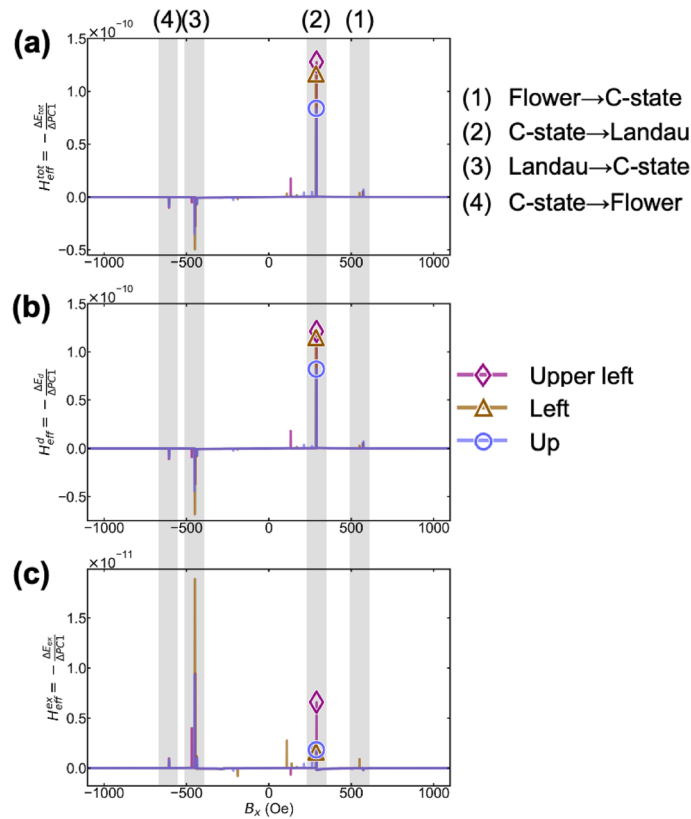 (4) (3) (2) (1)
(a)
×10⁻¹⁰
1.5
1.0
0.5
0.0
−0.5
−1000 −500 0 500 1000
H_eff^tot = − ΔE_tot/ΔPC1
(1) Flower→C-state
(2) C-state→Landau
(3) Landau→C-state
(4) C-state→Flower
(b)
×10⁻¹⁰
1.5
1.0
0.5
0.0
−0.5
−1000 −500 0 500 1000
H_eff^d = − ΔE_d/ΔPC1
Upper left
Left
Up
(c)
×10⁻¹¹
1.5
1.0
0.5
0.0
−1000 −500 0 500 1000
H_eff^ex = − ΔE_ex/ΔPC1
B_x (Oe)